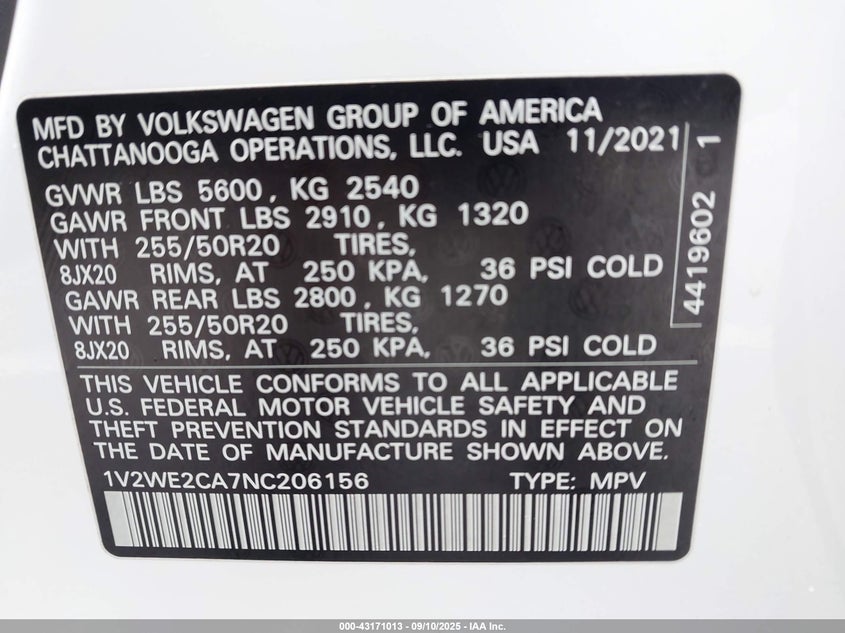 MFD BY VOLKSWAGEN GROUP OF AMERICA
CHATTANOOGA OPERATIONS, LLC. USA 11/2021
GVWR LBS 5600, KG 2540
GAWR FRONT LBS 2910, KG 1320
WITH 255/50R20 TIRES,
8JX20 RIMS, AT 250 KPA, 36 PSI COLD
GAWR REAR LBS 2800, KG 1270
WITH 255/50R20 TIRES,
8JX20 RIMS, AT 250 KPA, 36 PSI COLD
4419602 1
THIS VEHICLE CONFORMS TO ALL APPLICABLE
U.S. FEDERAL MOTOR VEHICLE SAFETY AND
THEFT PREVENTION STANDARDS IN EFFECT ON
THE DATE OF MANUFACTURE SHOWN ABOVE.
1V2WE2CA7NC206156 TYPE: MPV
000-43171013 - 09/10/2025 - IAA Inc.